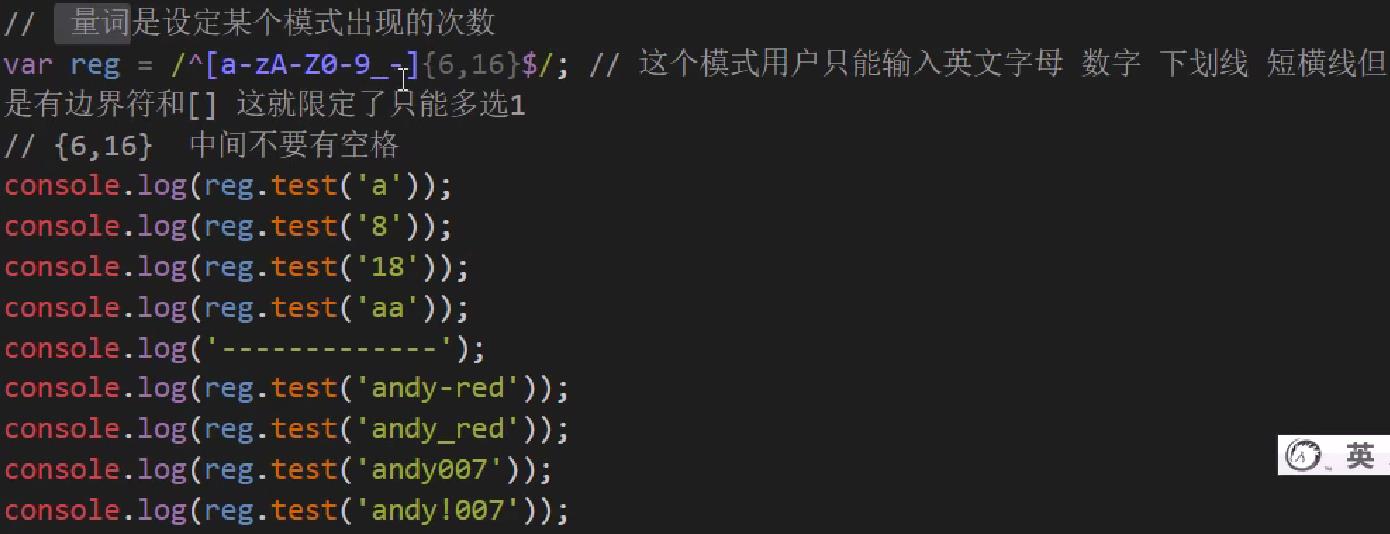 // 量词是设定某个模式出现的次数
var reg = /^[a-zA-Z0-9_-]{6,16}$/; // 这个模式用户只能输入英文字母 数字 下划线 短横线但
是有边界符和[] 这就限定了只能多选1
// {6,16} 中间不要有空格
console.log(reg.test('a'));
console.log(reg.test('8'));
console.log(reg.test('18'));
console.log(reg.test('aa'));
console.log('-------------');
console.log(reg.test('andy-red'));
console.log(reg.test('andy_red'));
console.log(reg.test('andy007'));
console.log(reg.test('andy!007'));
英